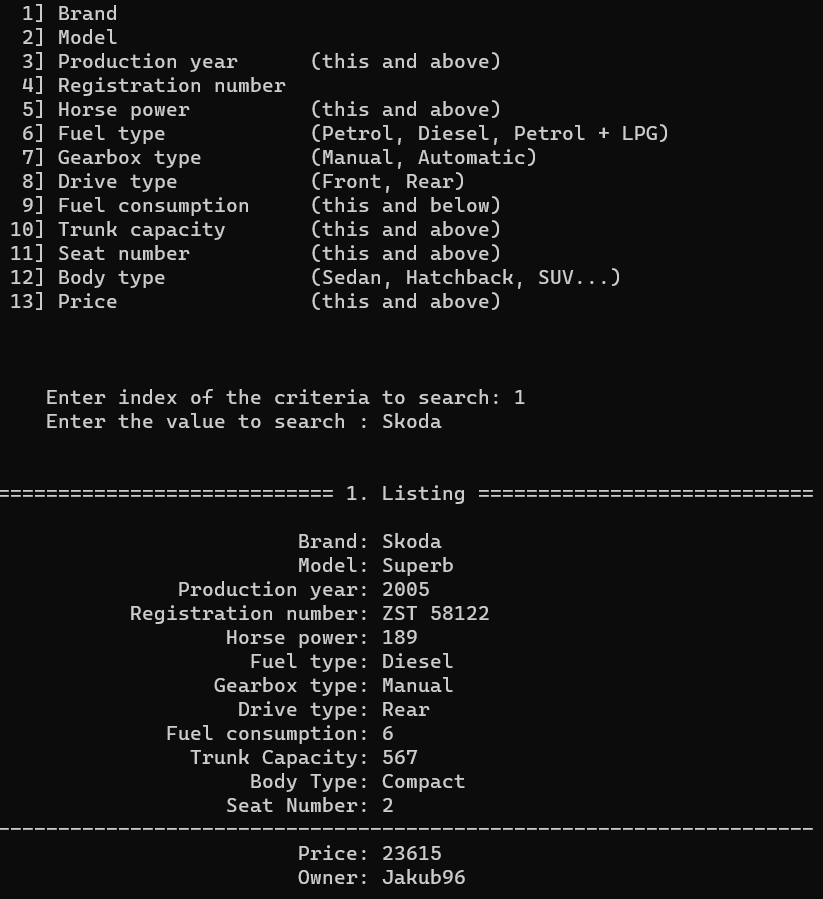 1] Brand
2] Model
3] Production year (this and above)
4] Registration number
5] Horse power (this and above)
6] Fuel type (Petrol, Diesel, Petrol + LPG)
7] Gearbox type (Manual, Automatic)
8] Drive type (Front, Rear)
9] Fuel consumption (this and below)
10] Trunk capacity (this and above)
11] Seat number (this and above)
12] Body type (Sedan, Hatchback, SUV...)
13] Price (this and above)
Enter index of the criteria to search: 1
Enter the value to search : Skoda
============================ 1. Listing ============================
Brand: Skoda
Model: Superb
Production year: 2005
Registration number: ZST 58122
Horse power: 189
Fuel type: Diesel
Gearbox type: Manual
Drive type: Rear
Fuel consumption: 6
Trunk Capacity: 567
Body Type: Compact
Seat Number: 2
--------------------------------------------------------------------
Price: 23615
Owner: Jakub96